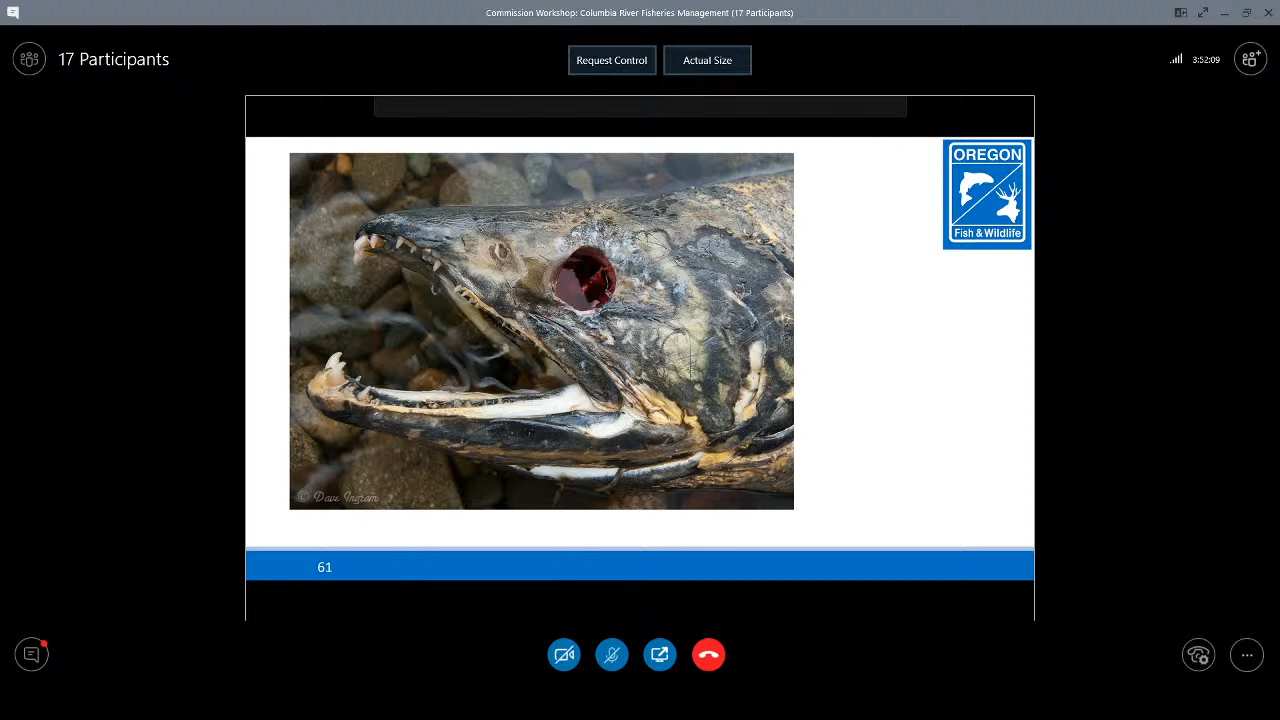 Commission Workshop: Columbia River Fisheries Management (17 Participants)
17 Participants
Request Control
Actual Size
3:52:09
OREGON
Fish & Wildlife
© Dave Ingram
61